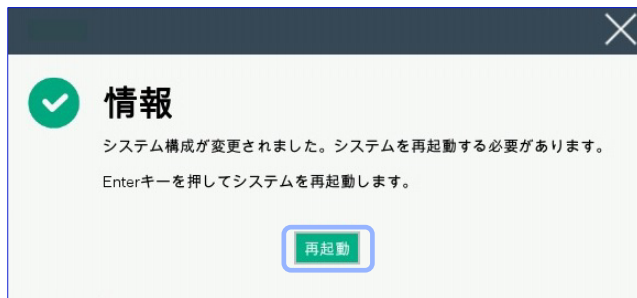 情報
システム構成が変更されました。システムを再起動する必要があります。
Enterキーを押してシステムを再起動します。
再起動